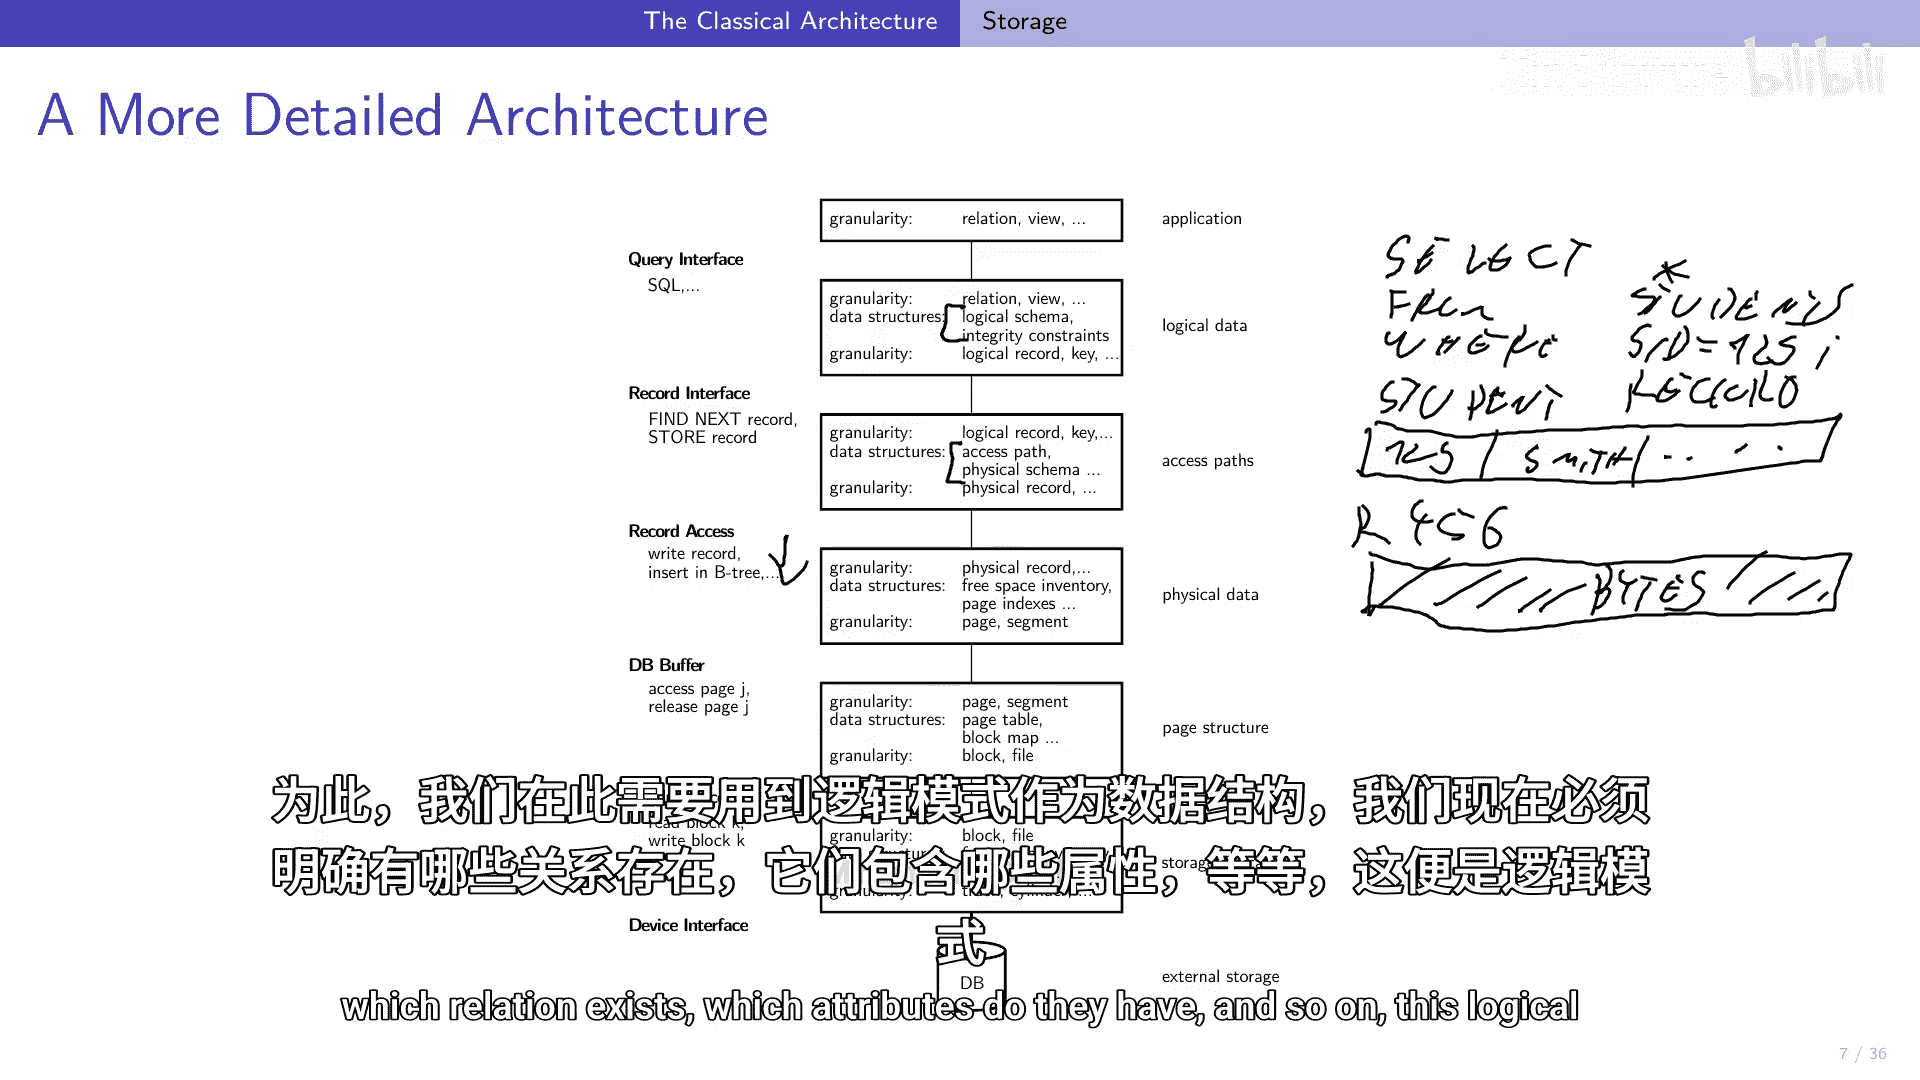 The Classical Architecture Storage
bilibili
A More Detailed Architecture
granularity: relation, view, ... application
Query Interface
SQL,...
granularity: relation, view, ...
data structures: logical schema,
integrity constraints
granularity: logical record, key, ...
logical data
Record Interface
FIND NEXT record,
STORE record
granularity: logical record, key,...
data structures: access path,
physical schema ...
granularity: physical record, ...
access paths
Record Access
write record,
insert in B-tree,...
granularity: physical record,...
data structures: free space inventory,
page indexes ...
granularity: page, segment
physical data
DB Buffer
access page j,
release page j
granularity: page, segment
data structures: page table,
block map ...
granularity: block, file
page structure
read block k,
write block k
granularity: block, file
Device Interface
DB
external storage
SELECT *
FROM STUDENTS
WHERE SID=125;
STUDENT RECORD
125 SMITH ...
R 456
BYTES
为此，我们在此需要用到逻辑模式作为数据结构，我们现在必须
明确有哪些关系存在，它们包含哪些属性，等等，这便是逻辑模
式
which relation exists, which attributes do they have, and so on, this logical
7 / 36